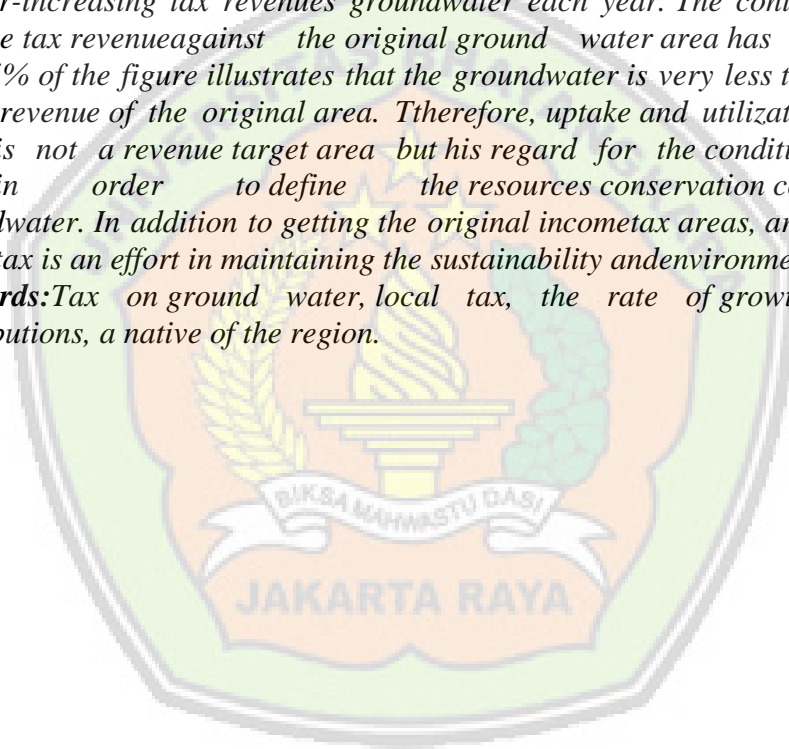 er-increasing tax revenues groundwater each year. The cont
e tax revenueagainst the original ground water area has
% of the figure illustrates that the groundwater is very less t
revenue of the original area. Ttherefore, uptake and utilizat
is not a revenue target area but his regard for the condit
in order to define the resources conservation c
dwater. In addition to getting the original incometax areas, a
tax is an effort in maintaining the sustainability andenvironme
rds:Tax on ground water, local tax, the rate of growt
butions, a native of the region.
BIKSA MAHWASTU DASI
JAKARTA RAYA